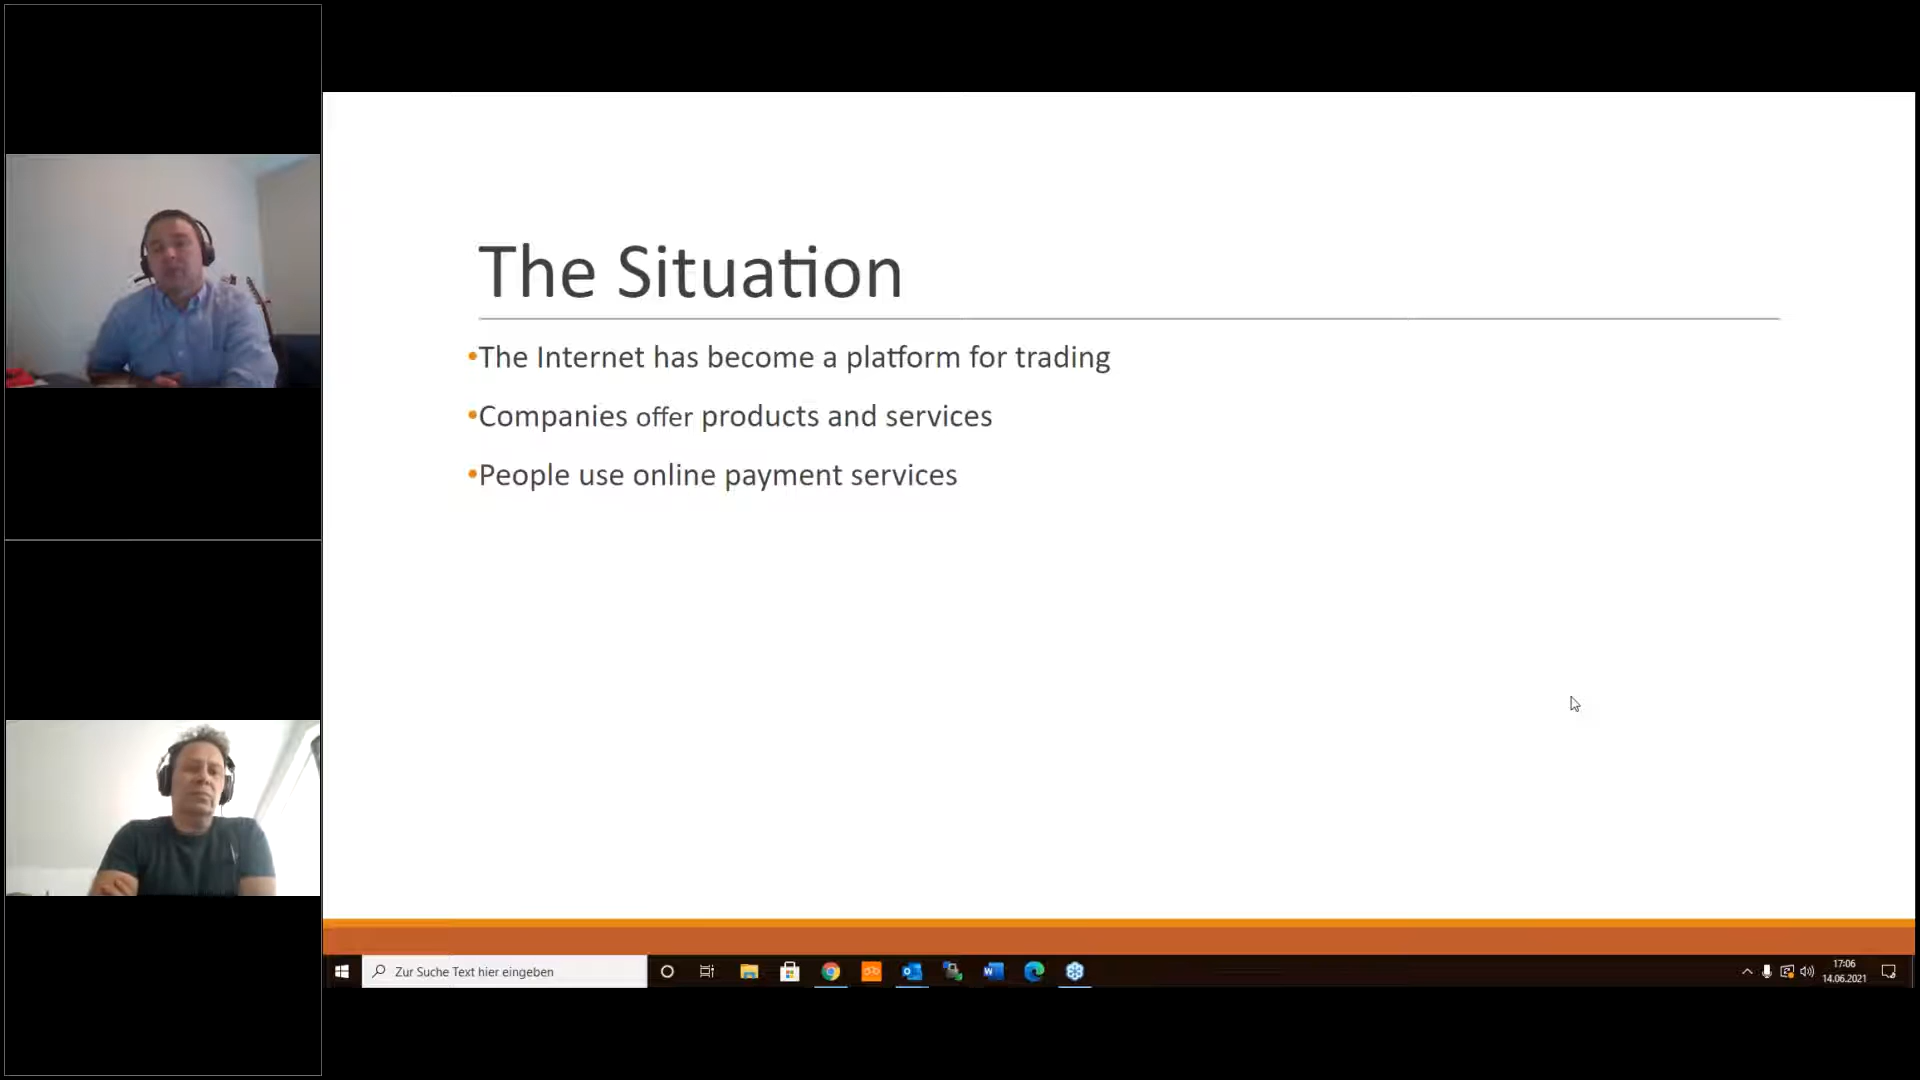 The Situation
•The Internet has become a platform for trading
•Companies offer products and services
•People use online payment services
Zur Suche Text hier eingeben
17:06
14.06.2021